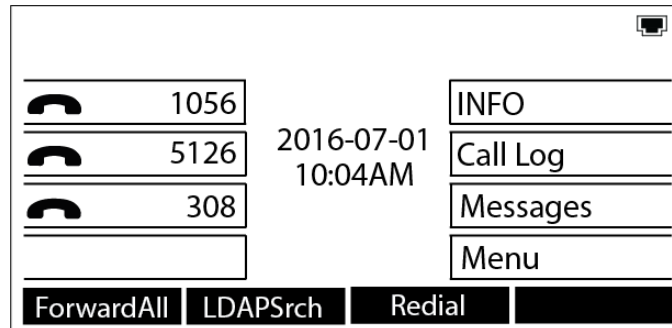 1056
5126
308
2016-07-01
10:04AM
INFO
Call Log
Messages
Menu
ForwardAll
LDAPSrch
Redial